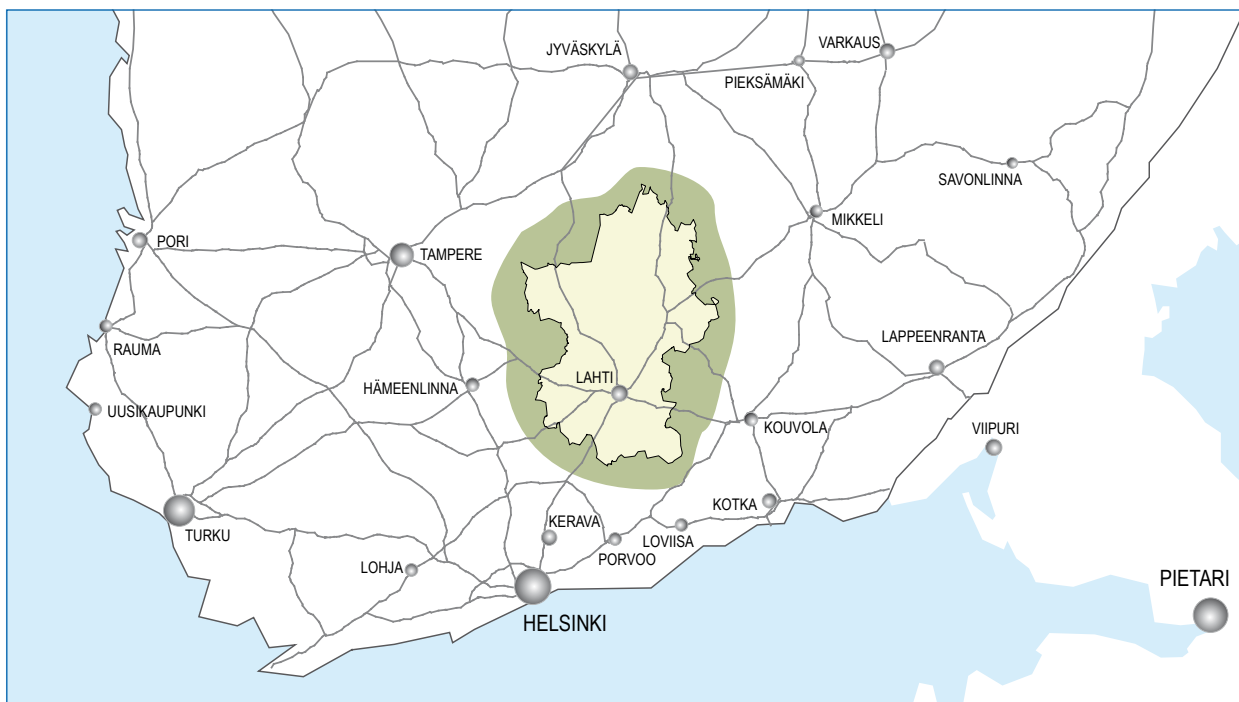 JYVÄSKYLÄ
VARKAUS
PIEKSÄMÄKI
SAVONLINNA
MIKKELI
PORI
TAMPERE
RAUMA
LAPPEENRANTA
LAHTI
HÄMEENLINNA
UUSIKAUPUNKI
KOUVOLA
VIIPURI
KOTKA
KERAVA
TURKU
LOVIISA
PORVOO
LOHJA
PIETARI
HELSINKI